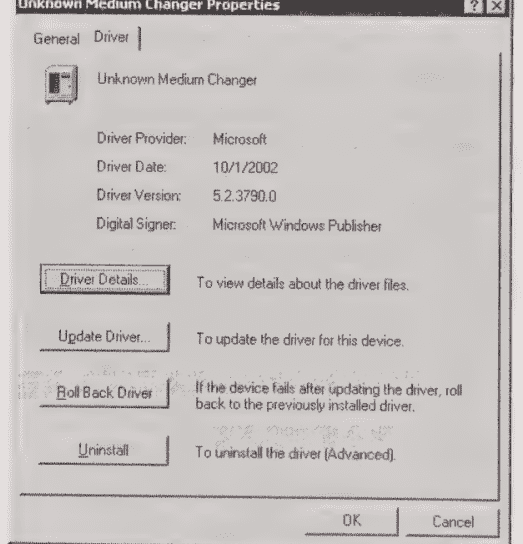 Unknown Medium Changer Properties
General Driver
Unknown Medium Changer
Driver Provider: Microsoft
Driver Date: 10/1/2002
Driver Version: 5.2.3790.0
Digital Signer: Microsoft Windows Publisher
Driver Details... To view details about the driver files.
Update Driver... To update the driver for this device.
Roll Back Driver If the device fails after updating the driver, roll
back to the previously installed driver.
Uninstall To uninstall the driver (Advanced).
OK Cancel